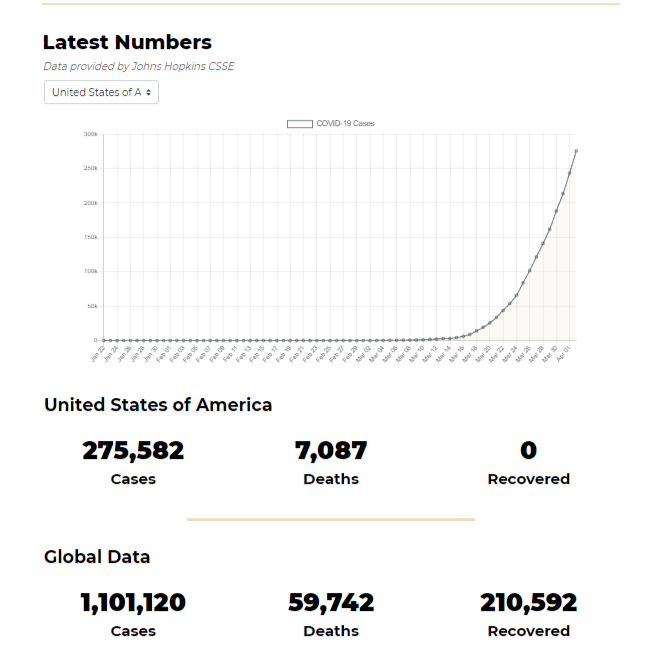 Latest Numbers
Data provided by Johns Hopkins CSSE
United States of A
COVID-19 Cases
300k
250k
200k
150k
100k
50k
0
Jan 22 Jan 24 Jan 26 Jan 28 Jan 30 Feb 01 Feb 03 Feb 05 Feb 07 Feb 09 Feb 11 Feb 13 Feb 15 Feb 17 Feb 19 Feb 21 Feb 23 Feb 25 Feb 27 Feb 29 Mar 02 Mar 04 Mar 06 Mar 08 Mar 10 Mar 12 Mar 14 Mar 16 Mar 18 Mar 20 Mar 22 Mar 24 Mar 26 Mar 28 Mar 30 Apr 01
United States of America
275,582 7,087 0
Cases Deaths Recovered
Global Data
1,101,120 59,742 210,592
Cases Deaths Recovered